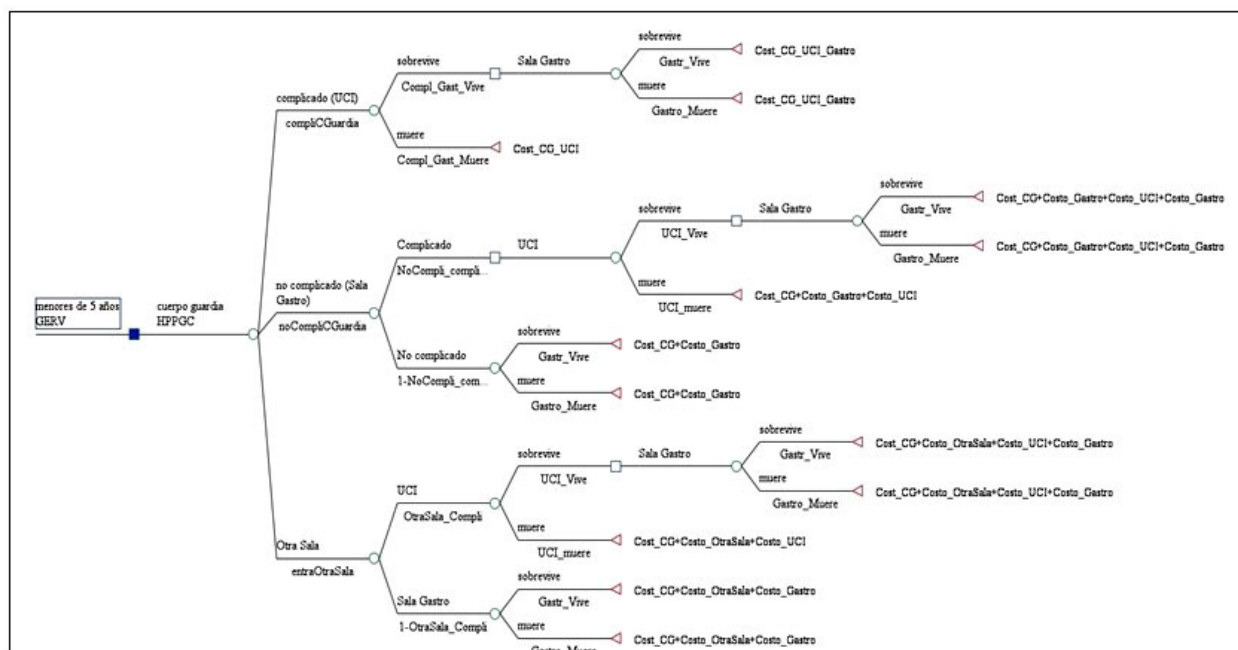 sobrevive
Cost_CG_UCI_Gastro
Gastr_Vive
sobrevive
Sala Gastro
Compl_Gast_Vive
muere
Cost_CG_UCI_Gastro
Gastro_Muere
complicado (UCI)
compliCGuardia
muere
Cost_CG_UCI
Compl_Gast_Muere
sobrevive
Cost_CG+Costo_Gastro+Costo_UCI+Costo_Gastro
Gastr_Vive
sobrevive
Sala Gastro
UCI_Vive
muere
Cost_CG+Costo_Gastro+Costo_UCI+Costo_Gastro
Gastro_Muere
Complicado
UCI
NoCompli_compli...
muere
Cost_CG+Costo_Gastro+Costo_UCI
UCI_muere
no complicado (Sala
Gastro)
noCompliCGuardia
menores de 5 años
GERV
cuerpo guardia
HPPGC
sobrevive
Cost_CG+Costo_Gastro
Gastr_Vive
No complicado
1-NoCompli_com...
muere
Cost_CG+Costo_Gastro
Gastro_Muere
sobrevive
Cost_CG+Costo_OtraSala+Costo_UCI+Costo_Gastro
Gastr_Vive
sobrevive
Sala Gastro
UCI_Vive
muere
Cost_CG+Costo_OtraSala+Costo_UCI+Costo_Gastro
Gastro_Muere
UCI
OtraSala_Compli
muere
Cost_CG+Costo_OtraSala+Costo_UCI
UCI_muere
Otra Sala
entraOtraSala
sobrevive
Cost_CG+Costo_OtraSala+Costo_Gastro
Gastr_Vive
Sala Gastro
1-OtraSala_Compli
muere
Cost_CG+Costo_OtraSala+Costo_Gastro
Gastro_Muere